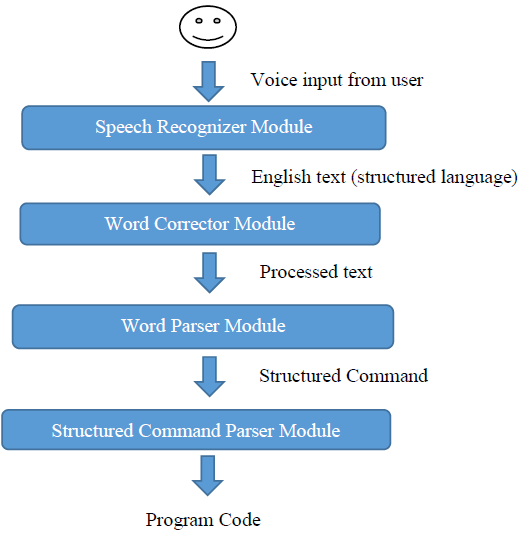 Voice input from user
Speech Recognizer Module
English text (structured language)
Word Corrector Module
Processed text
Word Parser Module
Structured Command
Structured Command Parser Module
Program Code